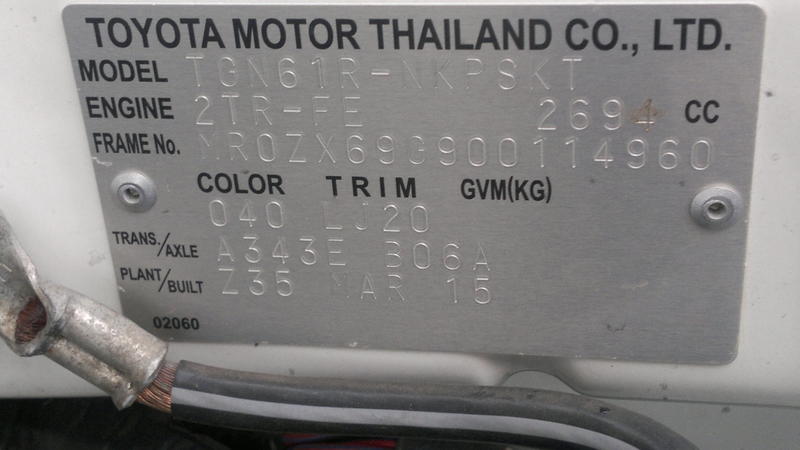 TOYOTA MOTOR THAILAND CO., LTD.
MODEL TGN61R-NKPSKT
ENGINE 2TR-FE 2694 CC
FRAME No. MR0ZX69G900114960
COLOR TRIM GVM(KG)
040 LJ20
TRANS./AXLE A343E B06A
PLANT/BUILT Z35 MAR 15
02060